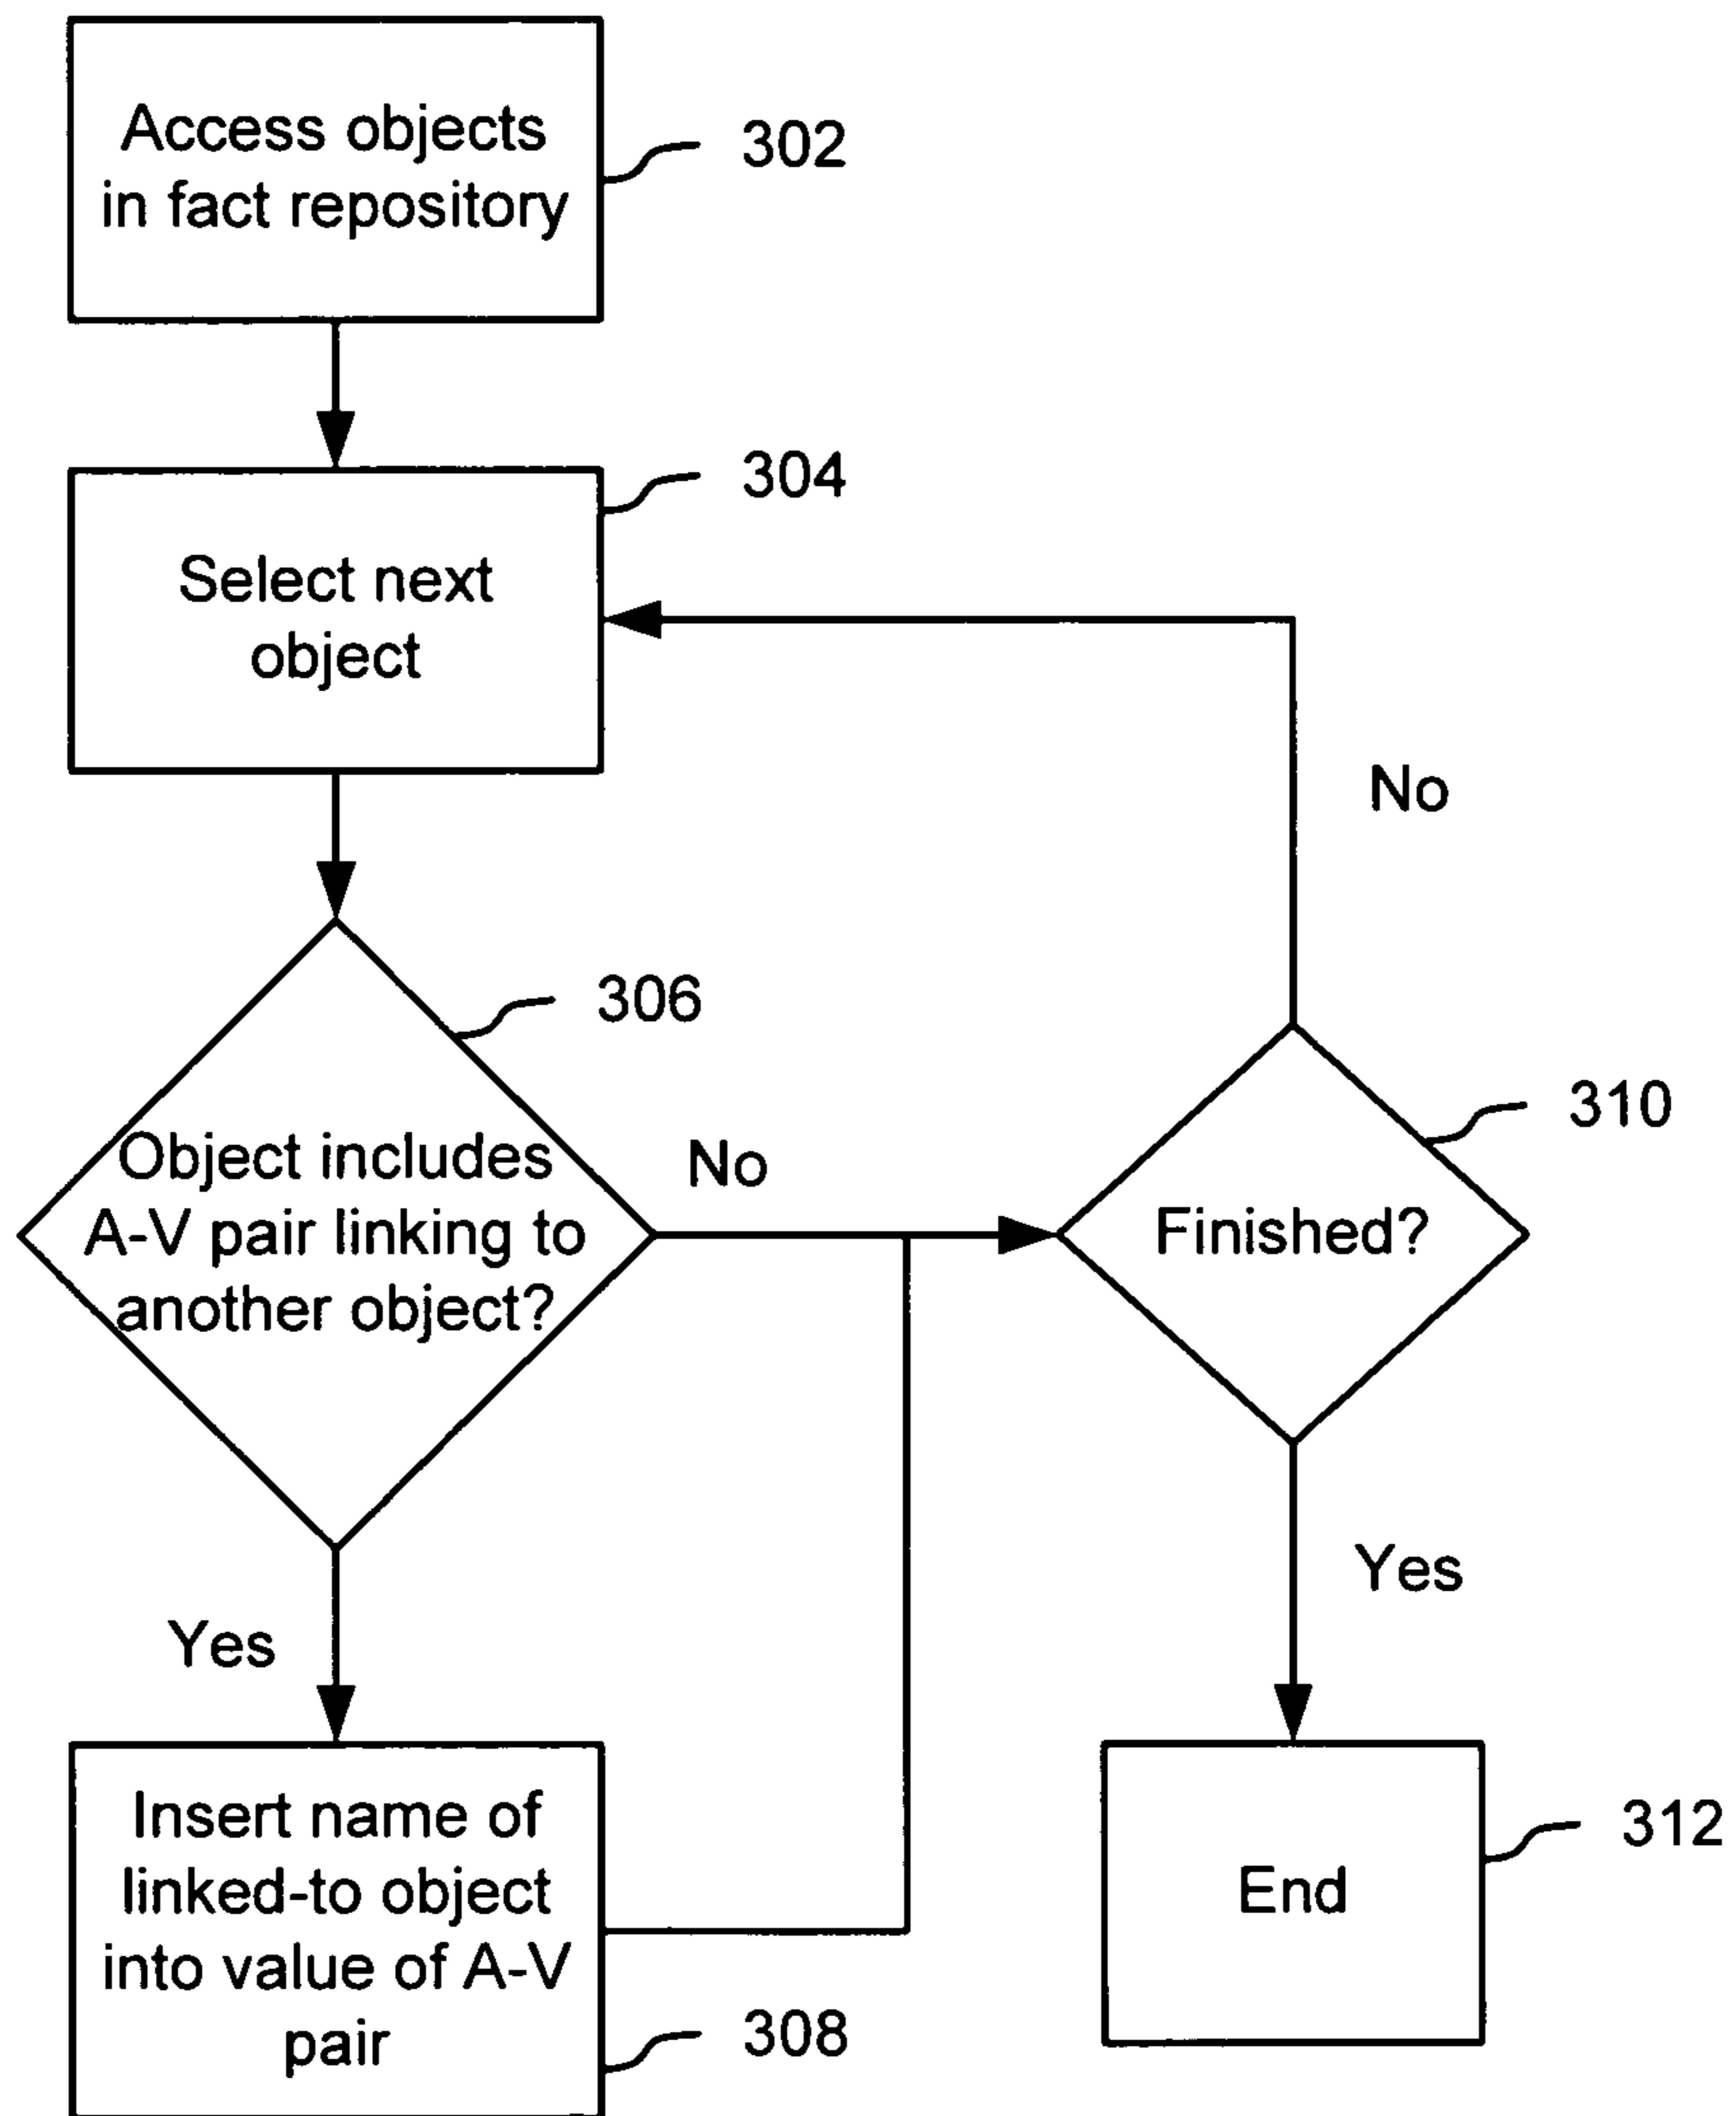 Access objects
in fact repository
302
304
Select next
object
No
306
310
Object includes
A-V pair linking to
another object?
No
Finished?
Yes
Yes
Insert name of
linked-to object
into value of A-V
pair
308
End
312